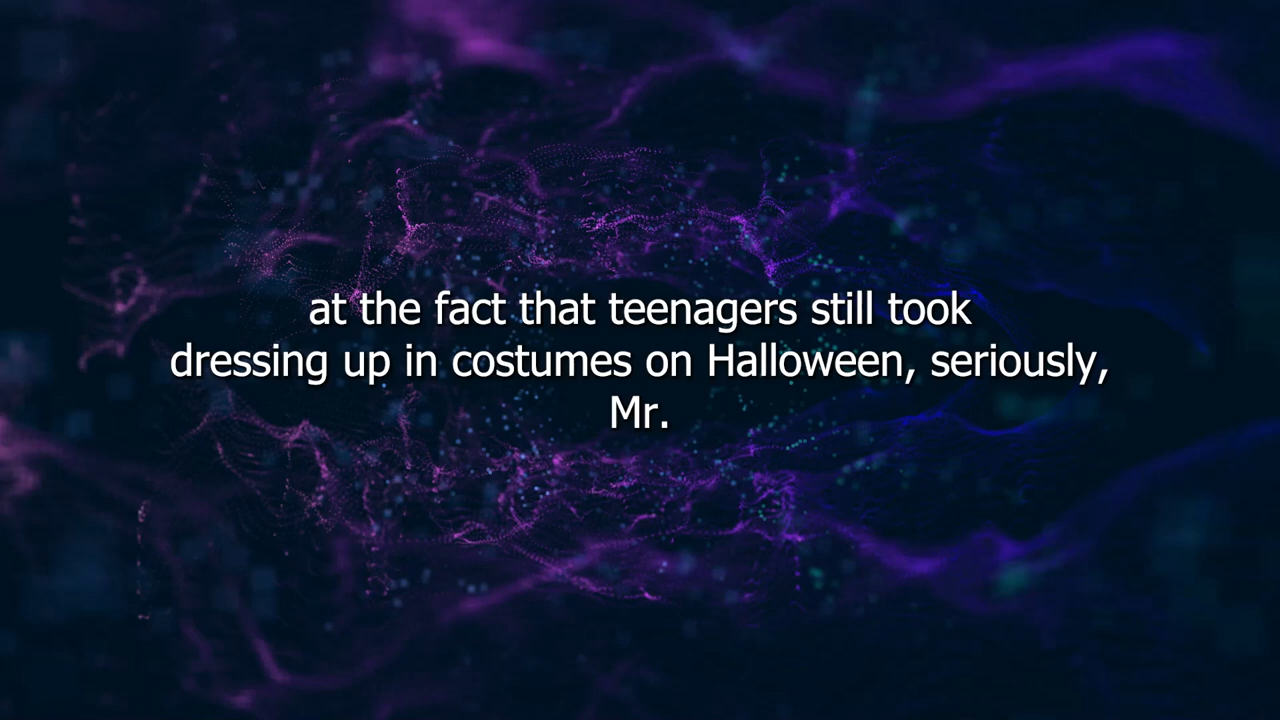 at the fact that teenagers still took
dressing up in costumes on Halloween, seriously,
Mr.